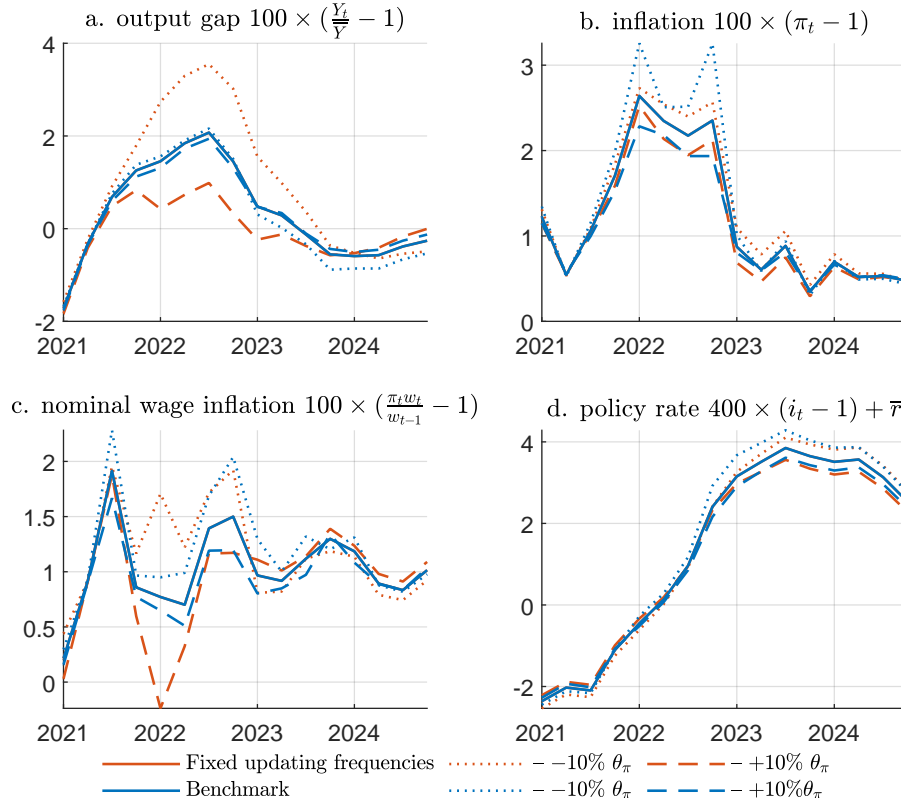 a. output gap 100 × (Y_t/Y̿ − 1)
4
2
0
-2
2021 2022 2023 2024
b. inflation 100 × (π_t − 1)
3
2
1
0
2021 2022 2023 2024
c. nominal wage inflation 100 × (π_t w_t/w_{t−1} − 1)
2
1.5
1
0.5
0
2021 2022 2023 2024
d. policy rate 400 × (i_t − 1) + r̅
4
2
0
-2
2021 2022 2023 2024
Fixed updating frequencies – −10% θ_π – +10% θ_π
Benchmark – −10% θ_π – +10%θ_π